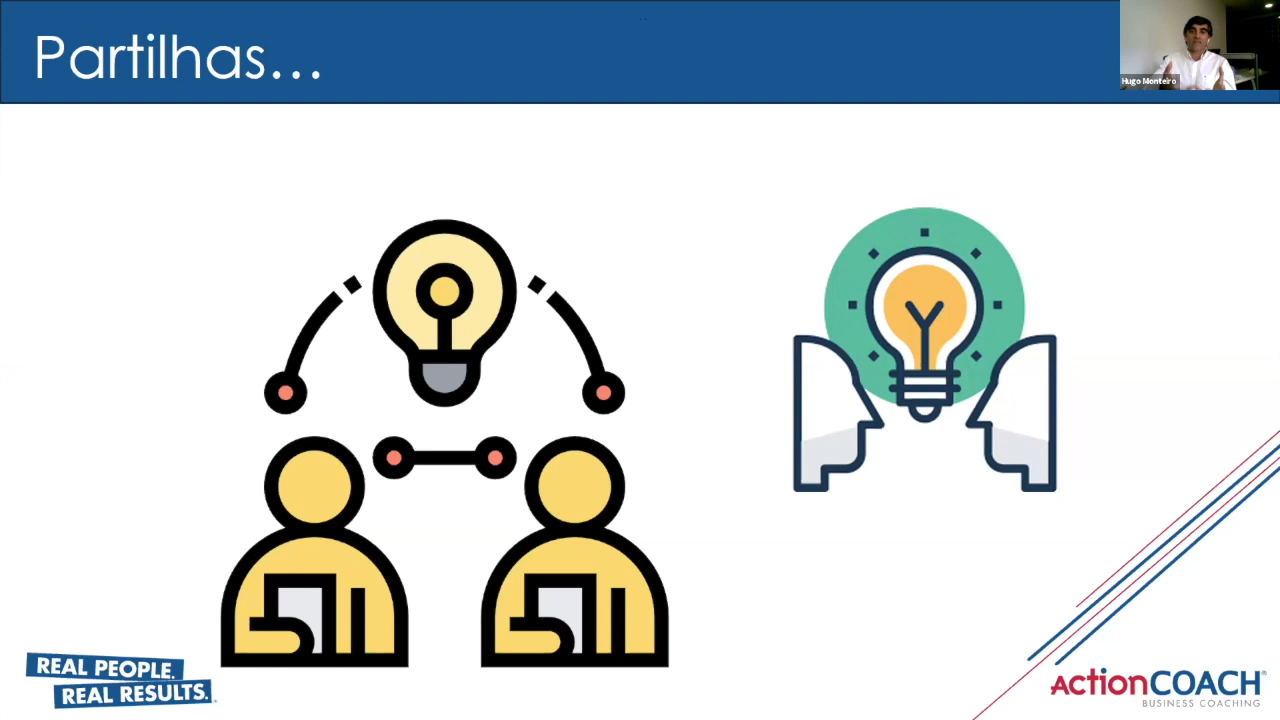 Partilhas...
Hugo Monteiro
REAL PEOPLE.
REAL RESULTS.
ActionCOACH®
BUSINESS COACHING